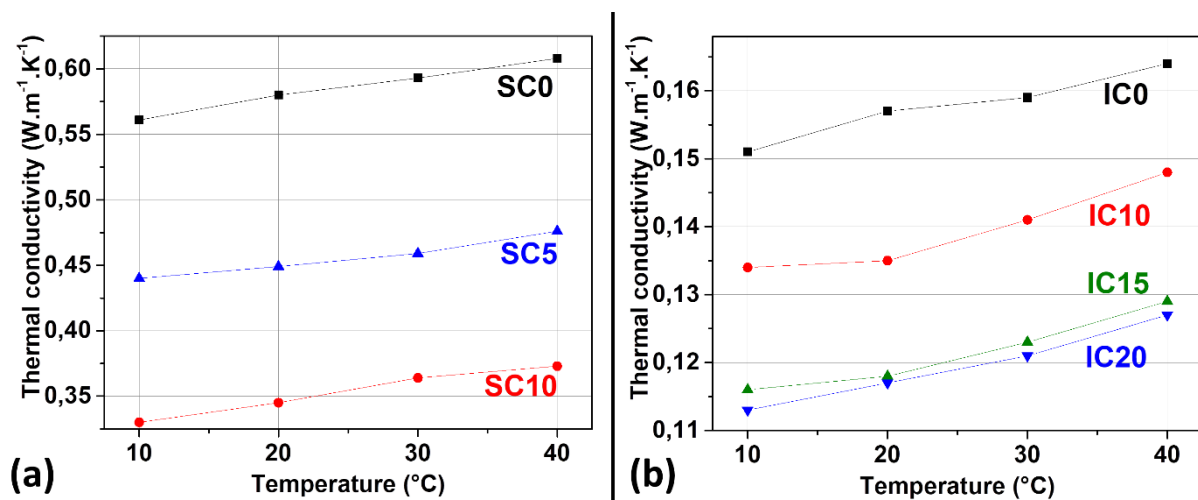 Thermal conductivity (W.m⁻¹.K⁻¹)
0,60
0,55
0,50
0,45
0,40
0,35
SC0
SC5
SC10
10 20 30 40
Temperature (°C)
(a)
Thermal conductivity (W.m⁻¹.K⁻¹)
0,16
0,15
0,14
0,13
0,12
0,11
IC0
IC10
IC15
IC20
10 20 30 40
Temperature (°C)
(b)